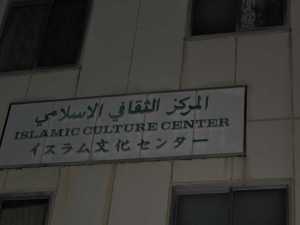 المركز الثقافي الاسلامي
ISLAMIC CULTURE CENTER
イスラム文化センター